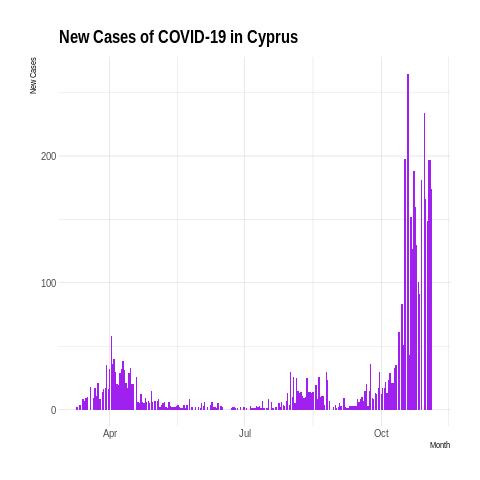 New Cases of COVID-19 in Cyprus
New Cases
200
100
0
Apr
Jul
Oct
Month